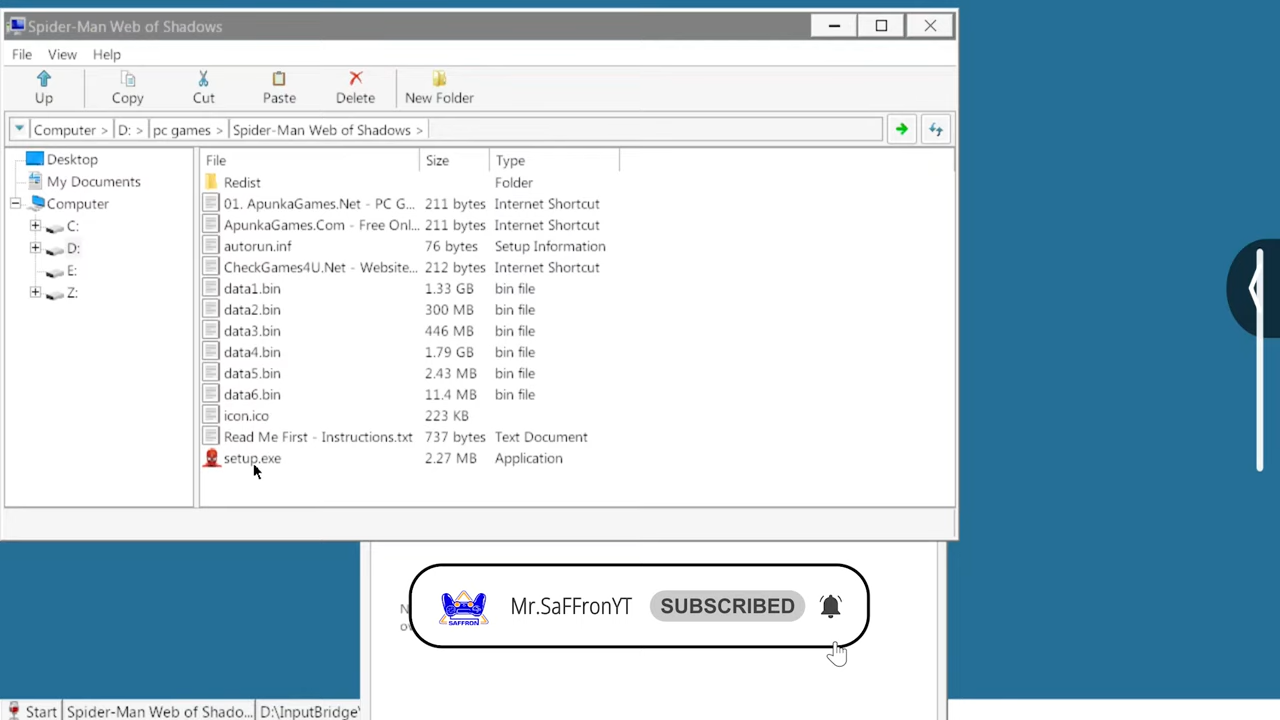 Spider-Man Web of Shadows
File View Help
Up Copy Cut Paste Delete New Folder
Computer > D: > pc games > Spider-Man Web of Shadows >
Desktop
My Documents
Computer
C:
D:
E:
Z:
File Size Type
Redist Folder
01. ApunkaGames.Net - PC G... 211 bytes Internet Shortcut
ApunkaGames.Com - Free Onl... 211 bytes Internet Shortcut
autorun.inf 76 bytes Setup Information
CheckGames4U.Net - Website... 212 bytes Internet Shortcut
data1.bin 1.33 GB bin file
data2.bin 300 MB bin file
data3.bin 446 MB bin file
data4.bin 1.79 GB bin file
data5.bin 2.43 MB bin file
data6.bin 11.4 MB bin file
icon.ico 223 KB
Read Me First - Instructions.txt 737 bytes Text Document
setup.exe 2.27 MB Application
SAFFRON
Mr.SaFFronYT SUBSCRIBED
Start Spider-Man Web of Shado... D:\InputBridge\